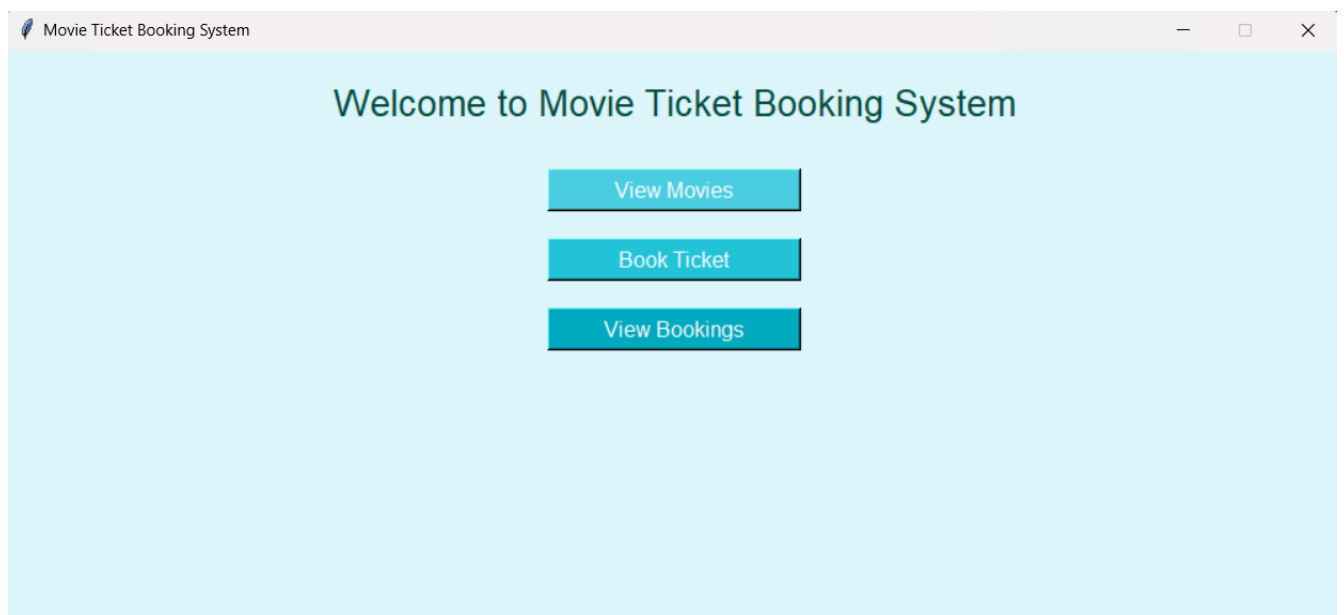 Movie Ticket Booking System
Welcome to Movie Ticket Booking System
View Movies
Book Ticket
View Bookings